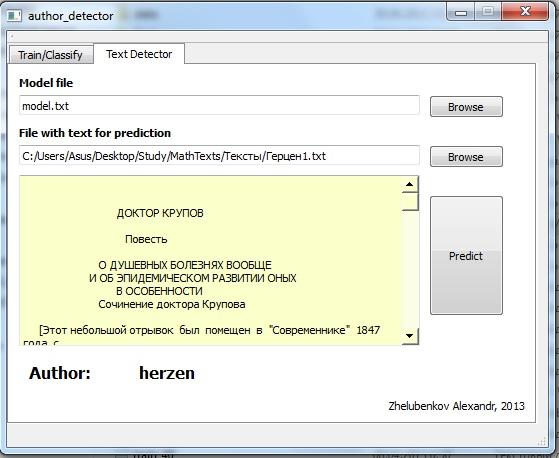 author_detector
Train/Classify Text Detector
Model file
model.txt Browse
File with text for prediction
C:/Users/Asus/Desktop/Study/MathTexts/Тексты/Герцен1.txt Browse
ДОКТОР КРУПОВ
Повесть
О ДУШЕВНЫХ БОЛЕЗНЯХ ВООБЩЕ
И ОБ ЭПИДЕМИЧЕСКОМ РАЗВИТИИ ОНЫХ
В ОСОБЕННОСТИ
Сочинение доктора Крупова
[Этот небольшой отрывок был помещен в "Современнике" 1847
года, с
Predict
Author: herzen
Zhelubenkov Alexandr, 2013